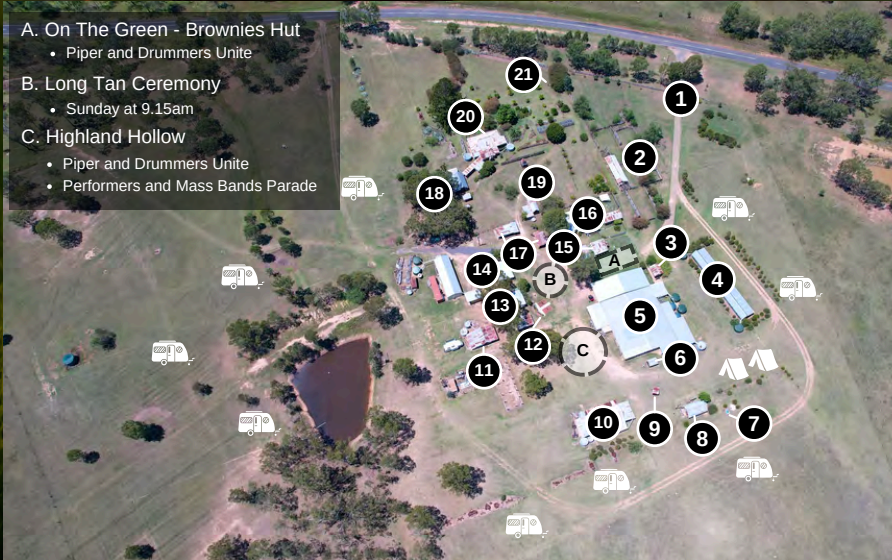 A. On The Green - Brownies Hut
• Piper and Drummers Unite
B. Long Tan Ceremony
• Sunday at 9.15am
C. Highland Hollow
• Piper and Drummers Unite
• Performers and Mass Bands Parade
21
1
20
2
18
19
16
15
17
A
3
14
B
4
13
5
12
C
6
11
10
9
8
7